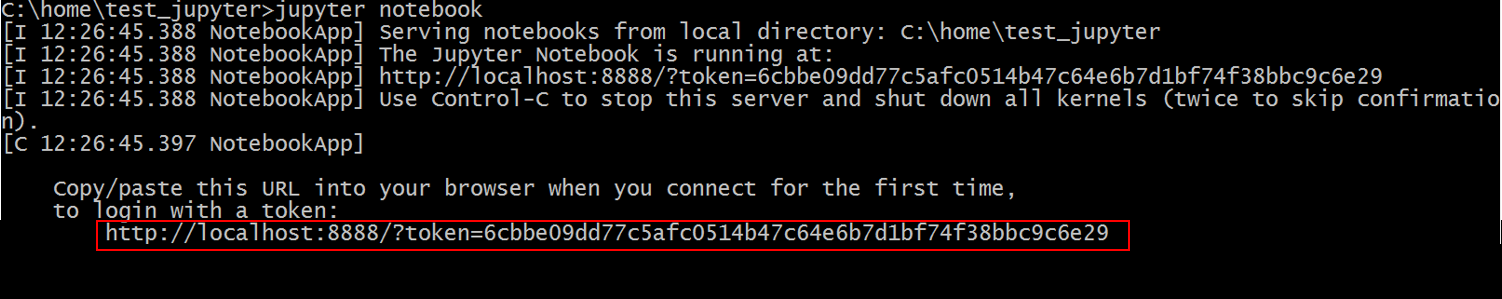 C:\home\test_jupyter>jupyter notebook
[I 12:26:45.388 NotebookApp] Serving notebooks from local directory: C:\home\test_jupyter
[I 12:26:45.388 NotebookApp] The Jupyter Notebook is running at:
[I 12:26:45.388 NotebookApp] http://localhost:8888/?token=6cbbe09dd77c5afc0514b47c64e6b7d1bf74f38bbc9c6e29
[I 12:26:45.388 NotebookApp] Use Control-C to stop this server and shut down all kernels (twice to skip confirmatio
n).
[C 12:26:45.397 NotebookApp]
Copy/paste this URL into your browser when you connect for the first time,
to login with a token:
http://localhost:8888/?token=6cbbe09dd77c5afc0514b47c64e6b7d1bf74f38bbc9c6e29